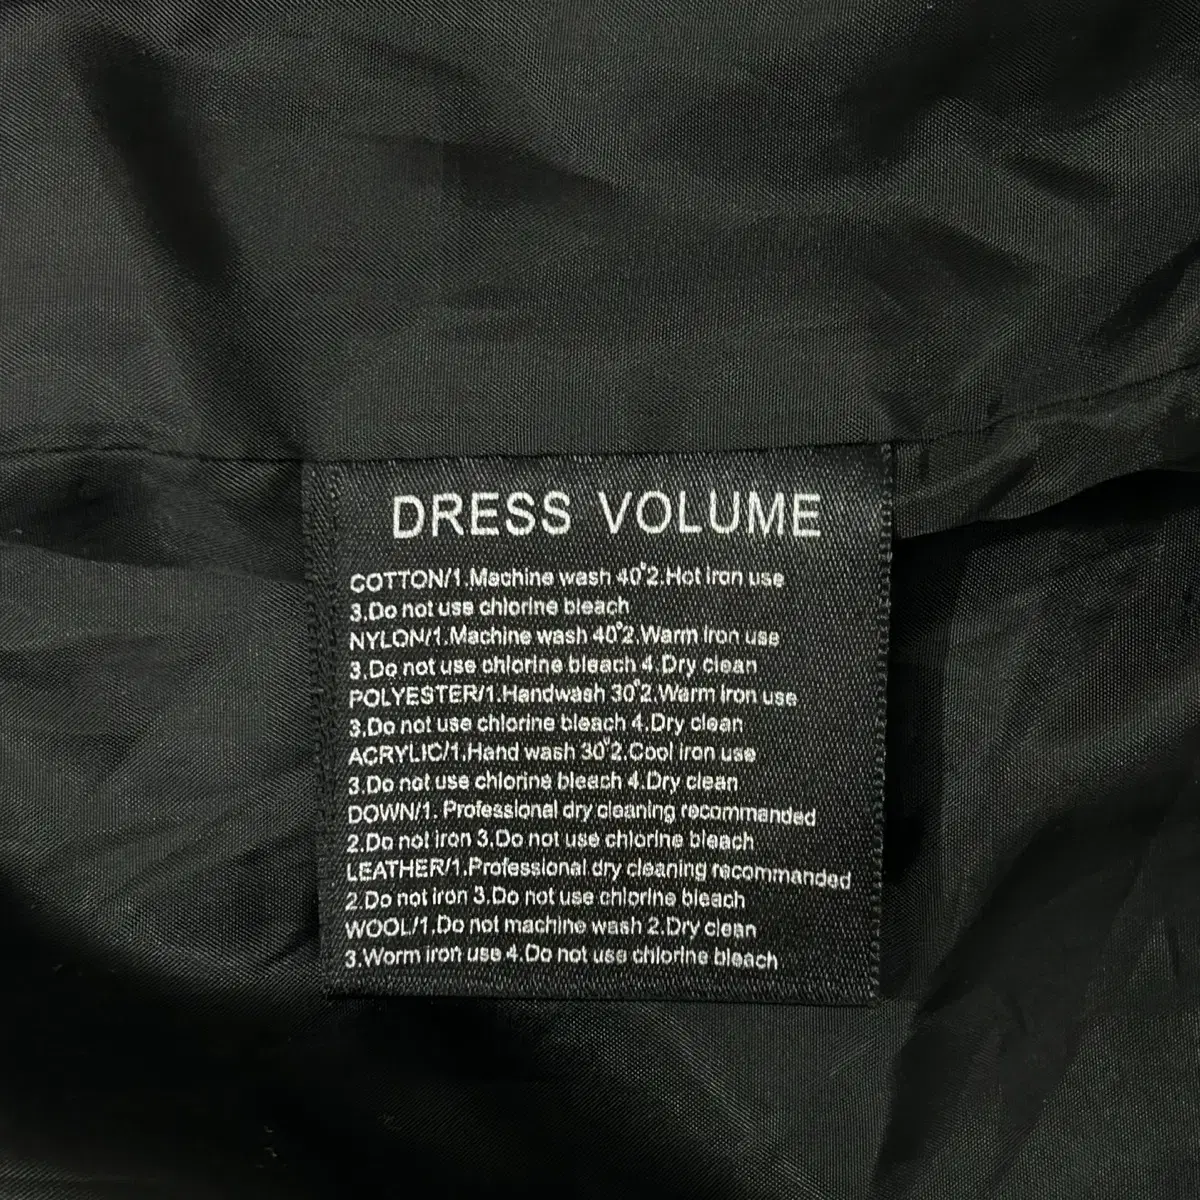 DRESS VOLUME
COTTON/1.Machine wash 40°2.Hot iron use
3.Do not use chlorine bleach
NYLON/1.Machine wash 40°2.Warm iron use
3.Do not use chlorine bleach 4.Dry clean
POLYESTER/1.Handwash 30°2.Warm iron use
3.Do not use chlorine bleach 4.Dry clean
ACRYLIC/1.Hand wash 30°2.Cool iron use
3.Do not use chlorine bleach 4.Dry clean
DOWN/1. Professional dry cleaning recommanded
2.Do not iron 3.Do not use chlorine bleach
LEATHER/1.Professional dry cleaning recommanded
2.Do not iron 3.Do not use chlorine bleach
WOOL/1.Do not machine wash 2.Dry clean
3.Worm iron use 4.Do not use chlorine bleach